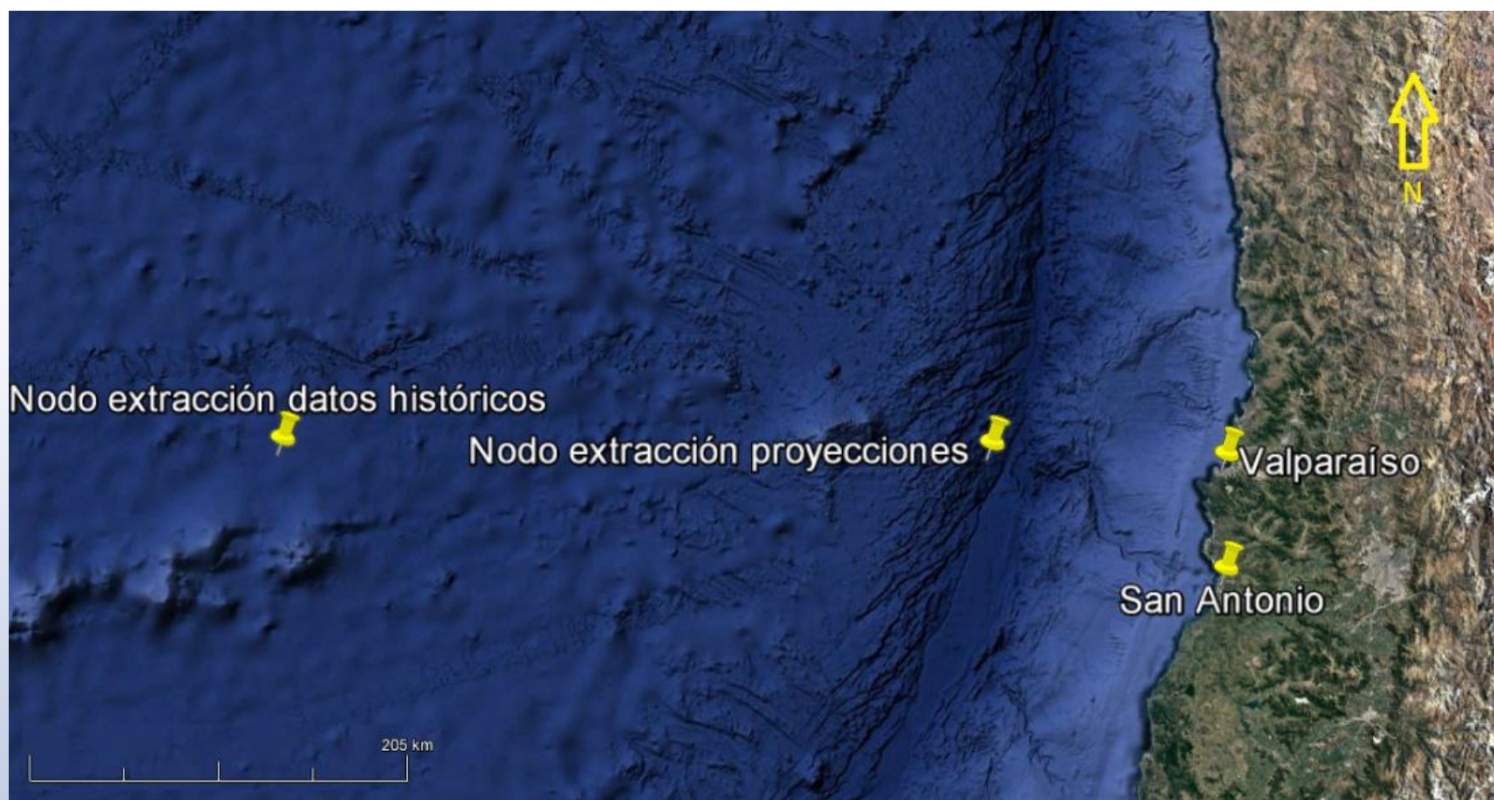 N
Nodo extracción datos históricos
Nodo extracción proyecciones
Valparaíso
San Antonio
205 km